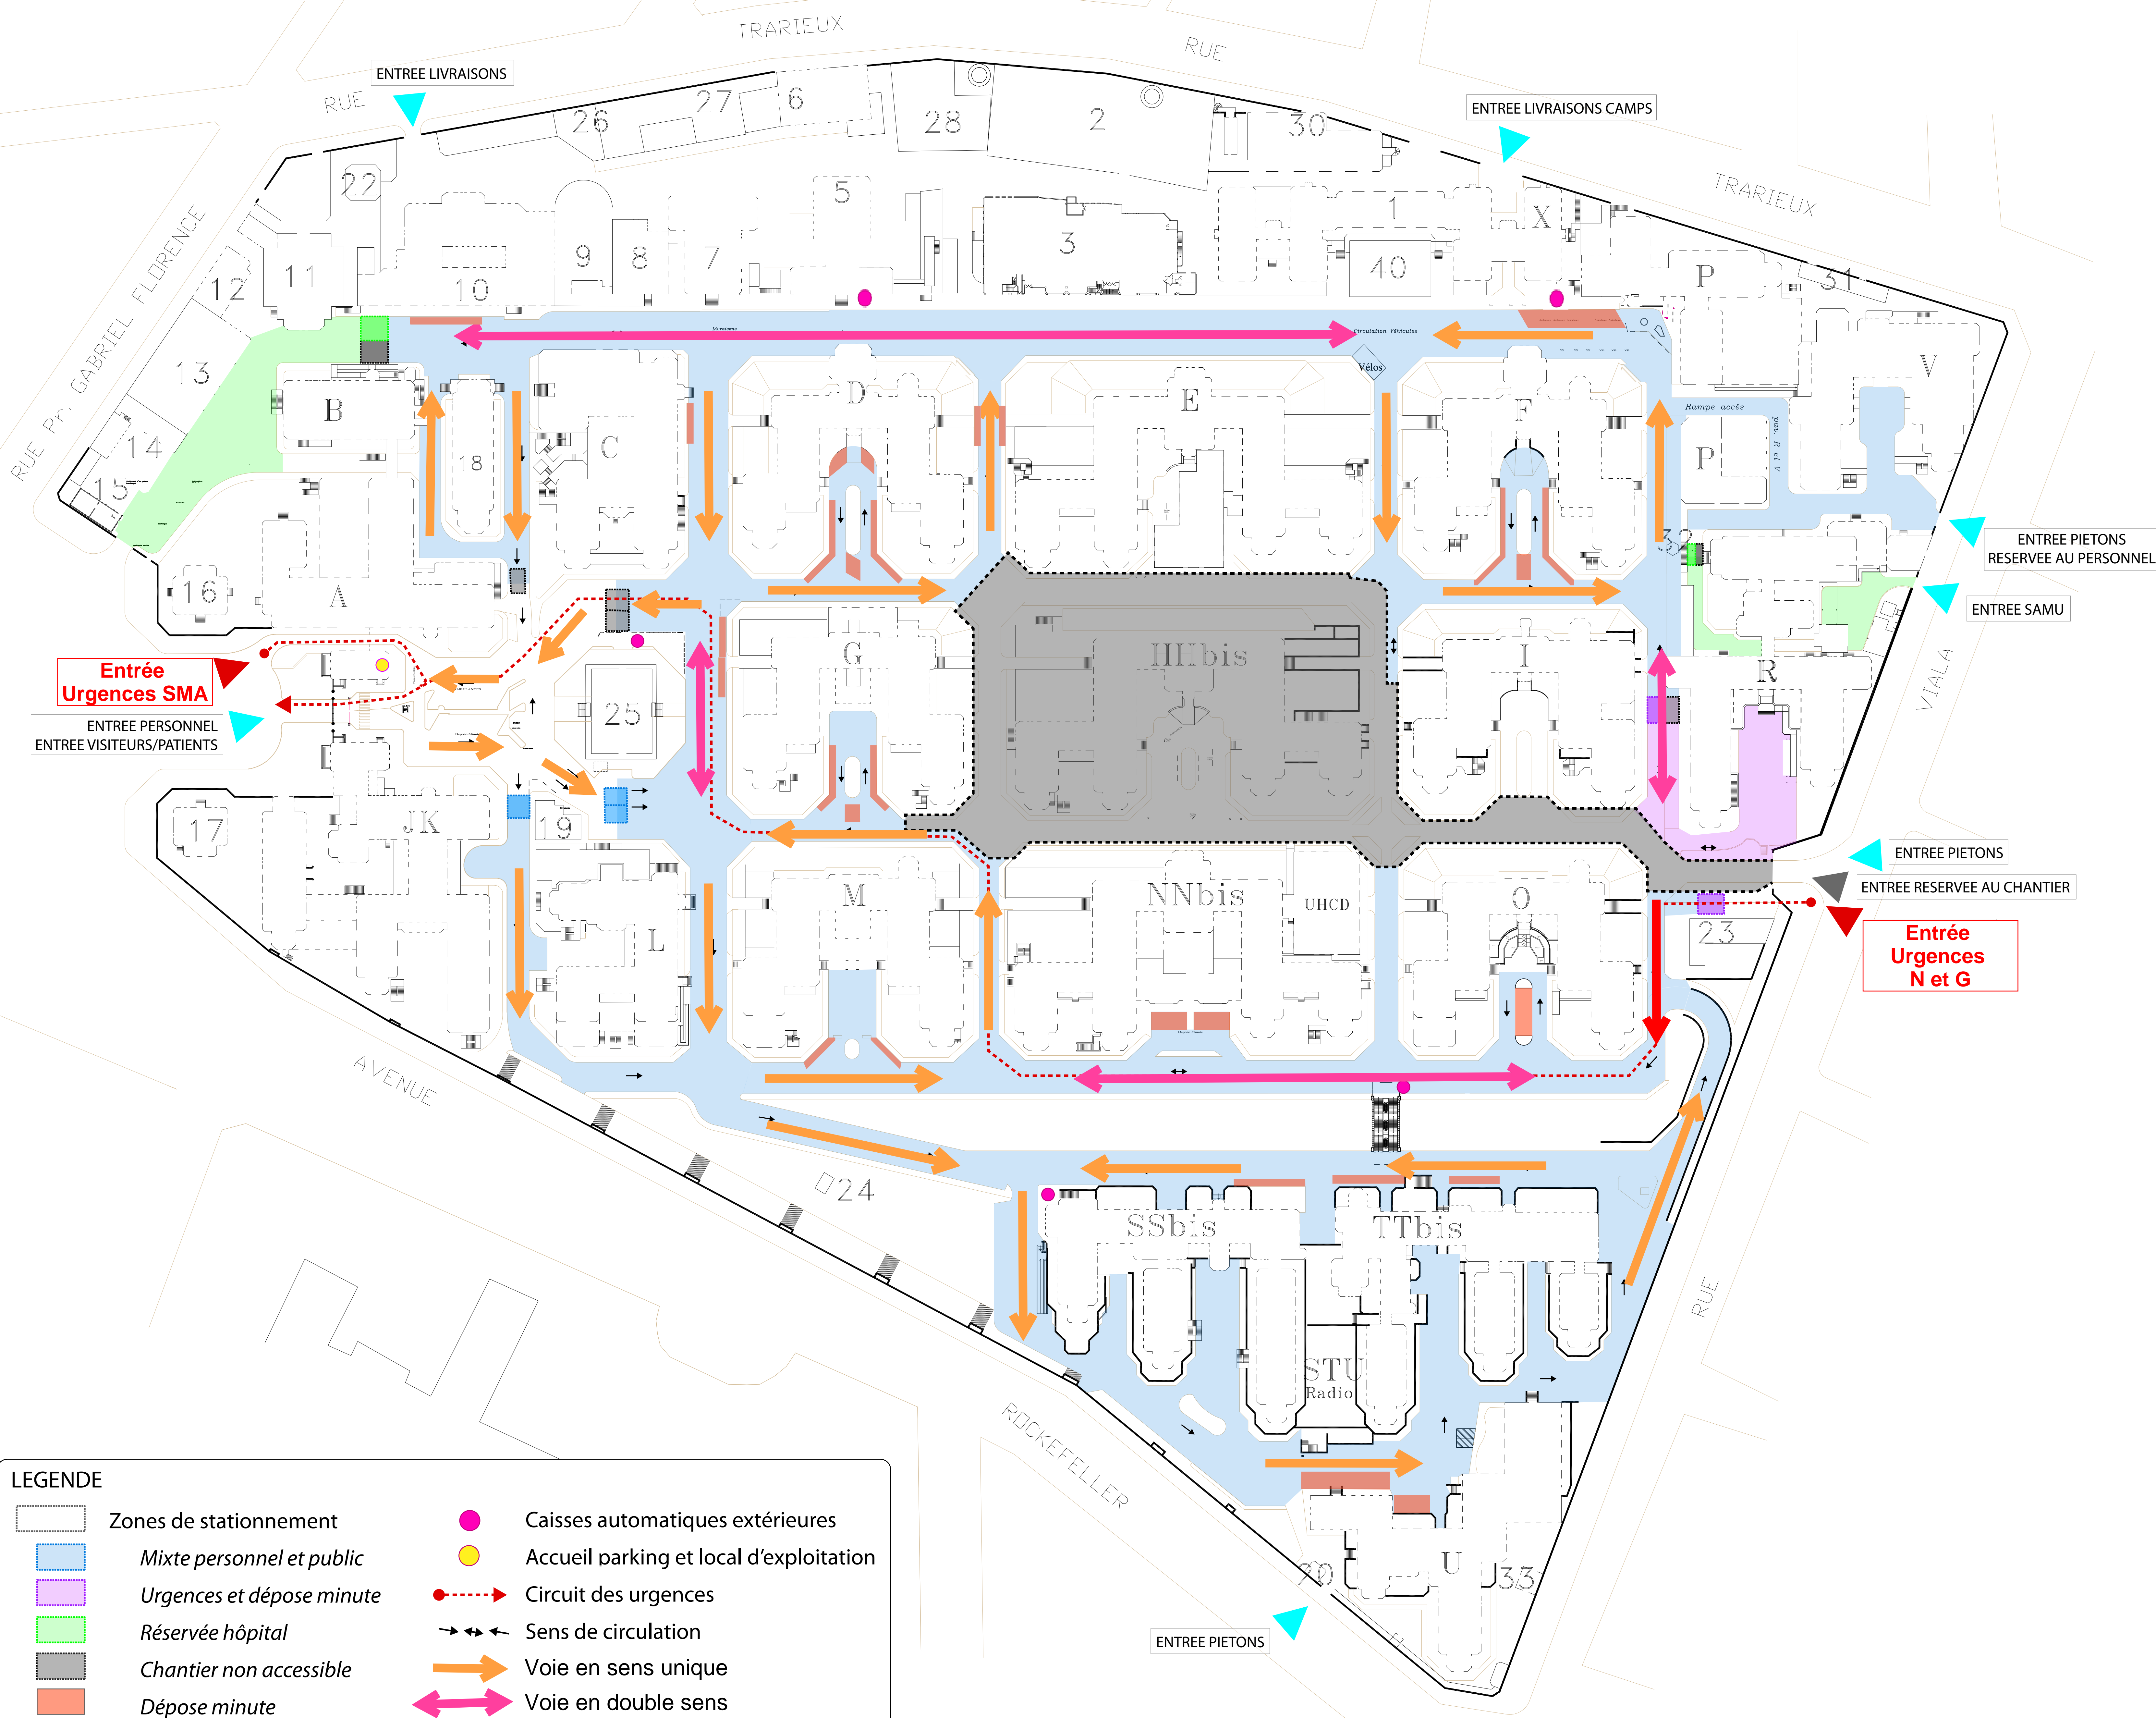 TRARIEUX
RUE
ENTREE LIVRAISONS
RUE
ENTREE LIVRAISONS CAMPS
TRARIEUX
RUE Pr. GABRIEL FLORENCE
26
27
6
28
2
30
22
5
1
X
3
40
12
11
10
9
8
7
P
31
V
Livraisons
Circulation Véhicules
Vélos
13
14
15
B
18
C
D
E
F
Rampe accès
pav R et V
P
32
ENTREE PIETONS
RESERVEE AU PERSONNEL
ENTREE SAMU
16
A
Entrée
Urgences SMA
ENTREE PERSONNEL
ENTREE VISITEURS/PATIENTS
25
G
HHbis
I
R
VIALA
17
JK
19
L
M
NNbis
UHCD
O
23
ENTREE PIETONS
ENTREE RESERVEE AU CHANTIER
Entrée
Urgences
N et G
AVENUE
24
SSbis
TTbis
STU
Radio
RUE
ROCKEFELLER
20
U
33
ENTREE PIETONS
LEGENDE
Zones de stationnement
Mixte personnel et public
Urgences et dépose minute
Réservée hôpital
Chantier non accessible
Dépose minute
Caisses automatiques extérieures
Accueil parking et local d'exploitation
Circuit des urgences
Sens de circulation
Voie en sens unique
Voie en double sens